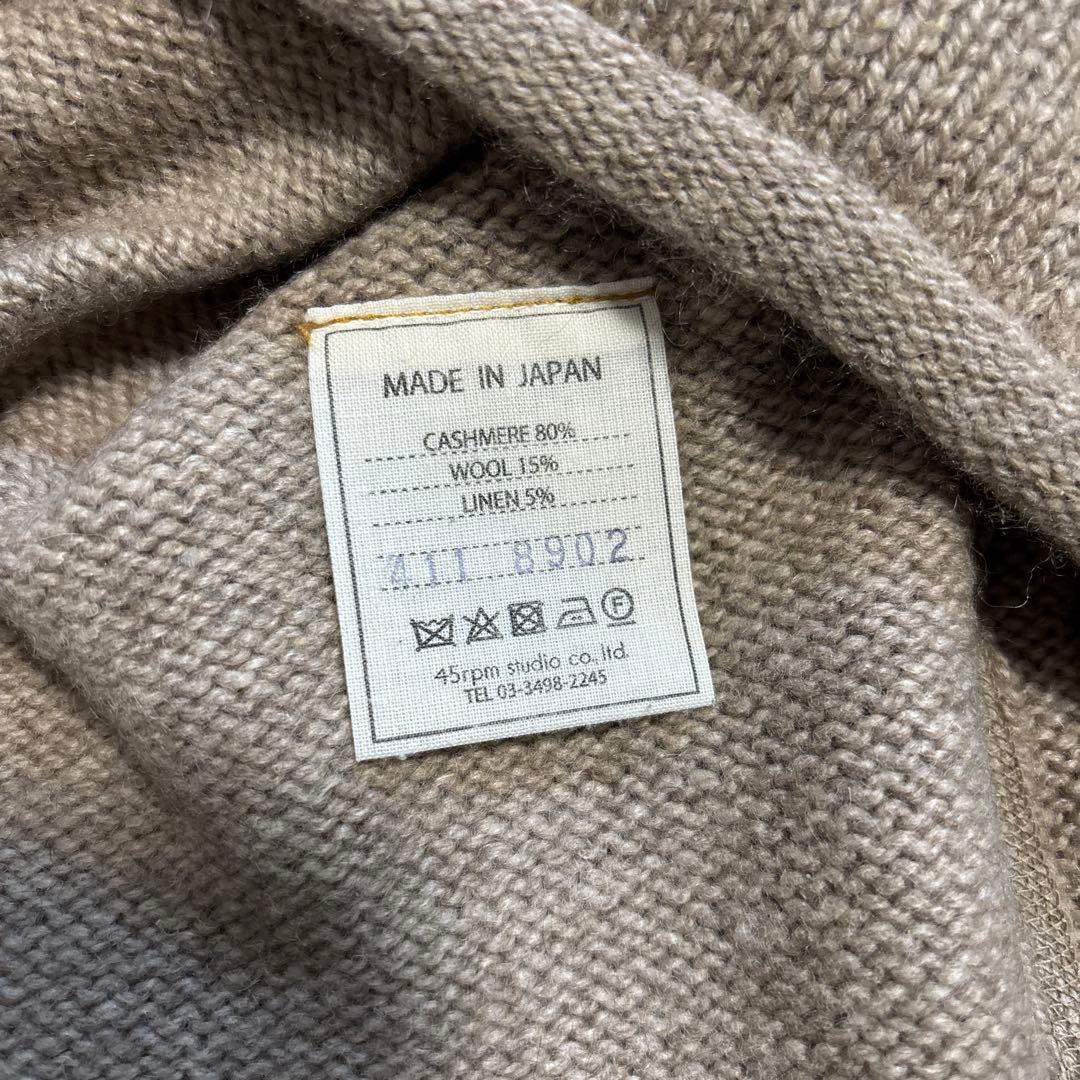 MADE IN JAPAN
CASHMERE 80%
WOOL 15%
LINEN 5%
411 8902
F
45rpm studio co., ltd.
TEL 03-3498-2245